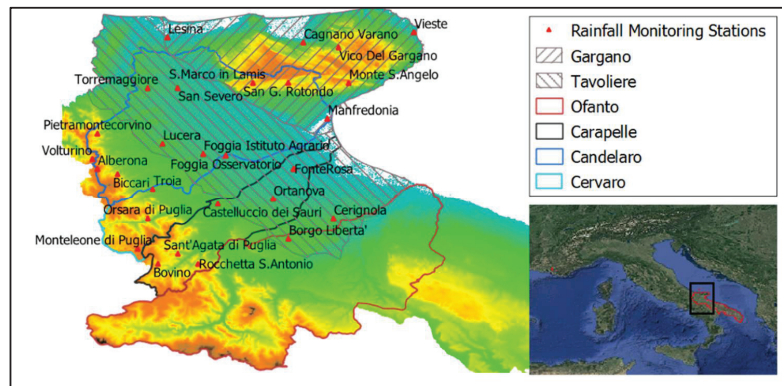 Lesina
Cagnano Varano
Vieste
Vico Del Gargano
Torremaggiore
S.Marco in Lamis
Monte S.Angelo
San Severo
San G. Rotondo
Manfredonia
Pietramontecorvino
Lucera
Foggia Istituto Agrario
Volturino
Alberona
Foggia Osservatorio
FonteRosa
Biccari
Troia
Ortanova
Orsara di Puglia
Castelluccio dei Sauri
Cerignola
Borgo Liberta'
Monteleone di Puglia
Sant'Agata di Puglia
Bovino
Rocchetta S.Antonio
Rainfall Monitoring Stations
Gargano
Tavoliere
Ofanto
Carapelle
Candelaro
Cervaro